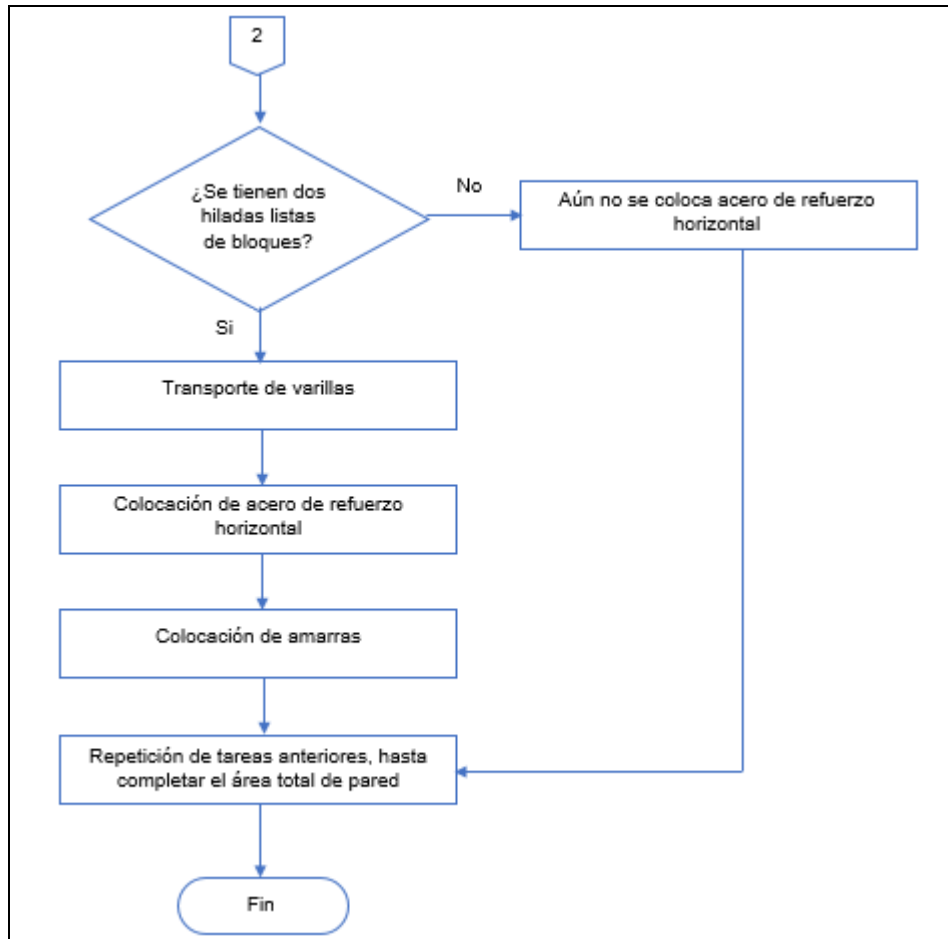 2
¿Se tienen dos
hiladas listas
de bloques?
No
Aún no se coloca acero de refuerzo
horizontal
Si
Transporte de varillas
Colocación de acero de refuerzo
horizontal
Colocación de amarras
Repetición de tareas anteriores, hasta
completar el área total de pared
Fin